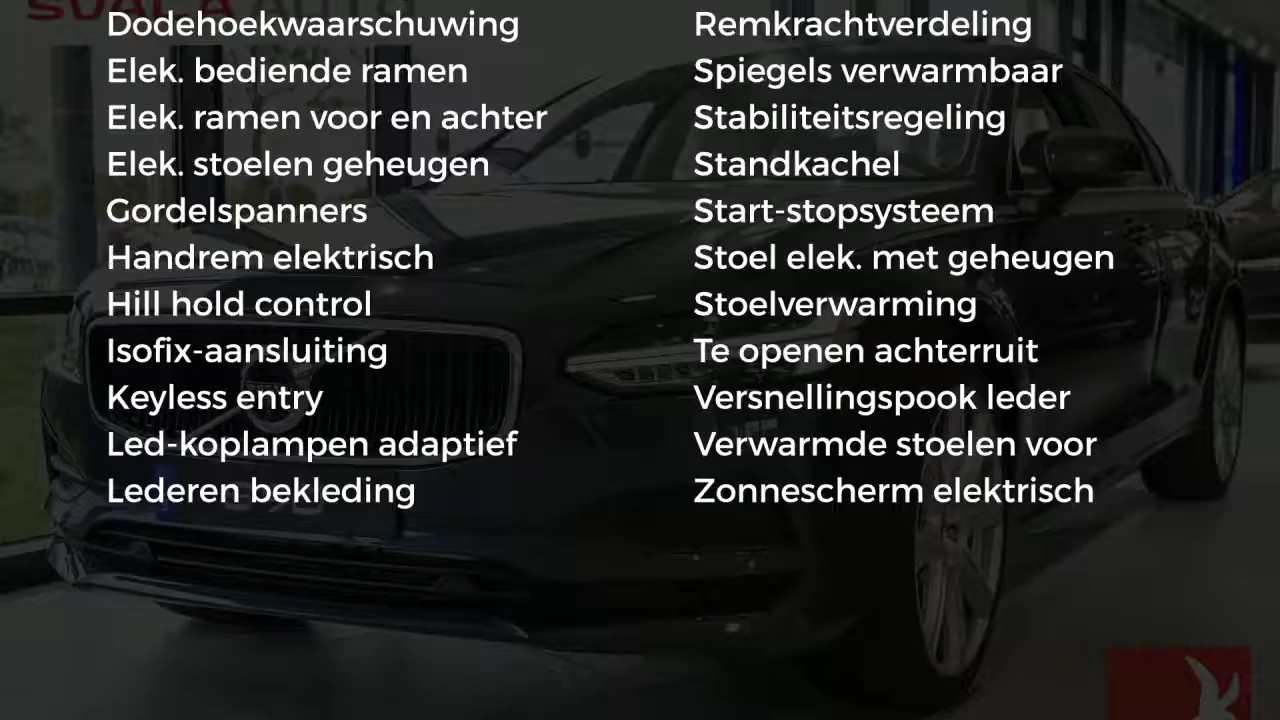 Dodehoekwaarschuwing
Elek. bediende ramen
Elek. ramen voor en achter
Elek. stoelen geheugen
Gordelspanners
Handrem elektrisch
Hill hold control
Isofix-aansluiting
Keyless entry
Led-koplampen adaptief
Lederen bekleding
Remkrachtverdeling
Spiegels verwarmbaar
Stabiliteitsregeling
Standkachel
Start-stopsysteem
Stoel elek. met geheugen
Stoelverwarming
Te openen achterruit
Versnellingspook leder
Verwarmde stoelen voor
Zonnescherm elektrisch